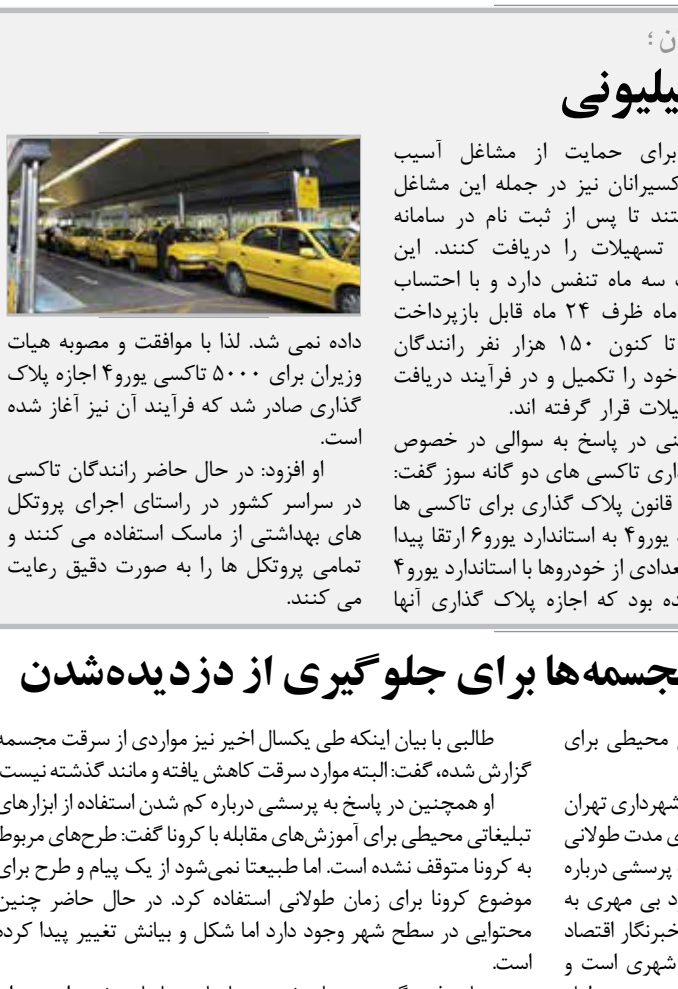 یلیونی
برای حمایت از مشاغل آسیب
کسیرانان نیز در جمله این مشاغل
تند تا پس از ثبت نام در سامانه
تسهیلات را دریافت کنند. این
سه ماه تنفس دارد و با احتساب
ماه ظرف ۲۴ ماه قابل بازپرداخت
تا کنون ۱۵۰ هزار نفر رانندگان
خود را تکمیل و در فرآیند دریافت
یلات قرار گرفته اند.
نی در پاسخ به سوالی در خصوص
اری تاکسی های دو گانه سوز گفت:
قانون پلاک گذاری برای تاکسی ها
یورو۴ به استاندارد یورو۶ ارتقا پیدا
عدادی از خودروها با استاندارد یورو۴
ده بود که اجازه پلاک گذاری آنها
داده نمی شد. لذا با موافقت و مصوبه هیات
وزیران برای ۵۰۰۰ تاکسی یورو۴ اجازه پلاک
گذاری صادر شد که فرآیند آن نیز آغاز شده
است.
او افزود: در حال حاضر رانندگان تاکسی
در سراسر کشور در راستای اجرای پروتکل
های بهداشتی از ماسک استفاده می کنند و
تمامی پروتکل ها را به صورت دقیق رعایت
می کنند.
جسمه‌ها برای جلوگیری از دزدیده‌شدن
محیطی برای
شهرداری تهران
ی مدت طولانی
پرسشی درباره
د بی مهری به
خبرنگار اقتصاد
شهری است و
طالبی با بیان اینکه طی یکسال اخیر نیز مواردی از سرقت مجسمه
گزارش شده، گفت: البته موارد سرقت کاهش یافته و مانند گذشته نیست.
او همچنین در پاسخ به پرسشی درباره کم شدن استفاده از ابزارهای
تبلیغاتی محیطی برای آموزش‌های مقابله با کرونا گفت: طرح‌های مربوط
به کرونا متوقف نشده است. اما طبیعتا نمی‌شود از یک پیام و طرح برای
موضوع کرونا برای زمان طولانی استفاده کرد. در حال حاضر چنین
محتوایی در سطح شهر وجود دارد اما شکل و بیانش تغییر پیدا کرده
است.